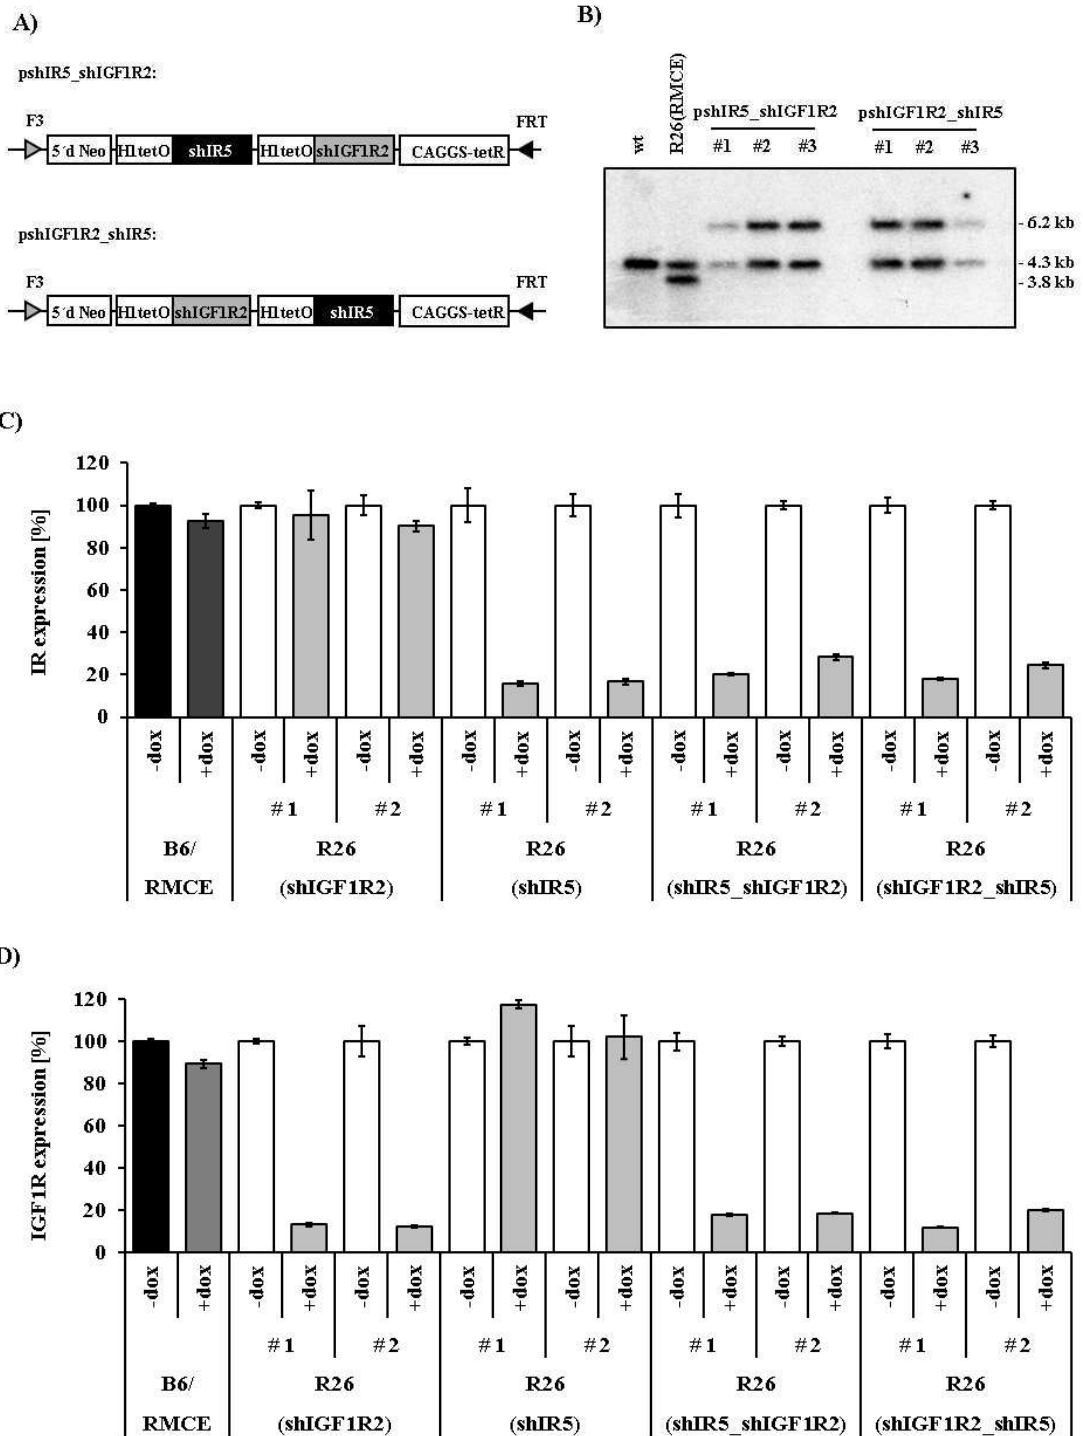 A)
pshIR5_shIGF1R2:
F3 FRT
5´d Neo H1tetO shIR5 H1tetO shIGF1R2 CAGGS-tetR
pshIGF1R2_shIR5:
F3 FRT
5´d Neo H1tetO shIGF1R2 H1tetO shIR5 CAGGS-tetR
B)
wt R26(RMCE) pshIR5_shIGF1R2 pshIGF1R2_shIR5
#1 #2 #3 #1 #2 #3
- 6.2 kb
- 4.3 kb
- 3.8 kb
C)
IR expression [%]
120
100
80
60
40
20
0
-dox +dox -dox +dox -dox +dox -dox +dox -dox +dox -dox +dox -dox +dox -dox +dox -dox +dox
#1 #2 #1 #2 #1 #2 #1 #2
B6/ R26 R26 R26 R26
RMCE (shIGF1R2) (shIR5) (shIR5_shIGF1R2) (shIGF1R2_shIR5)
D)
IGF1R expression [%]
120
100
80
60
40
20
0
-dox +dox -dox +dox -dox +dox -dox +dox -dox +dox -dox +dox -dox +dox -dox +dox -dox +dox
#1 #2 #1 #2 #1 #2 #1 #2
B6/ R26 R26 R26 R26
RMCE (shIGF1R2) (shIR5) (shIR5_shIGF1R2) (shIGF1R2_shIR5)